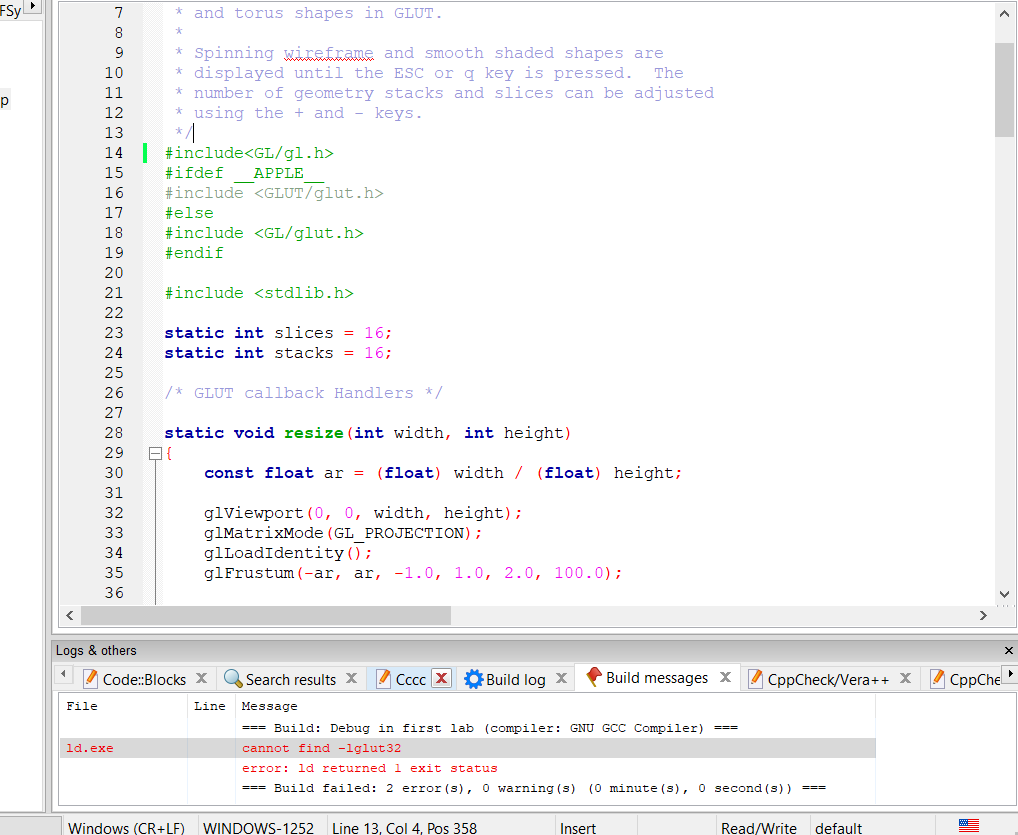 FSy
p
7 * and torus shapes in GLUT.
8 *
9 * Spinning wireframe and smooth shaded shapes are
10 * displayed until the ESC or q key is pressed.  The
11 * number of geometry stacks and slices can be adjusted
12 * using the + and - keys.
13 */
14 #include<GL/gl.h>
15 #ifdef __APPLE__
16 #include <GLUT/glut.h>
17 #else
18 #include <GL/glut.h>
19 #endif
20
21 #include <stdlib.h>
22
23 static int slices = 16;
24 static int stacks = 16;
25
26 /* GLUT callback Handlers */
27
28 static void resize(int width, int height)
29 {
30     const float ar = (float) width / (float) height;
31
32     glViewport(0, 0, width, height);
33     glMatrixMode(GL_PROJECTION);
34     glLoadIdentity();
35     glFrustum(-ar, ar, -1.0, 1.0, 2.0, 100.0);
36
Logs & others
Code::Blocks Search results Cccc Build log Build messages CppCheck/Vera++ CppChe
File Line Message
=== Build: Debug in first lab (compiler: GNU GCC Compiler) ===
ld.exe cannot find -lglut32
error: ld returned 1 exit status
=== Build failed: 2 error(s), 0 warning(s) (0 minute(s), 0 second(s)) ===
Windows (CR+LF) WINDOWS-1252 Line 13, Col 4, Pos 358 Insert Read/Write default